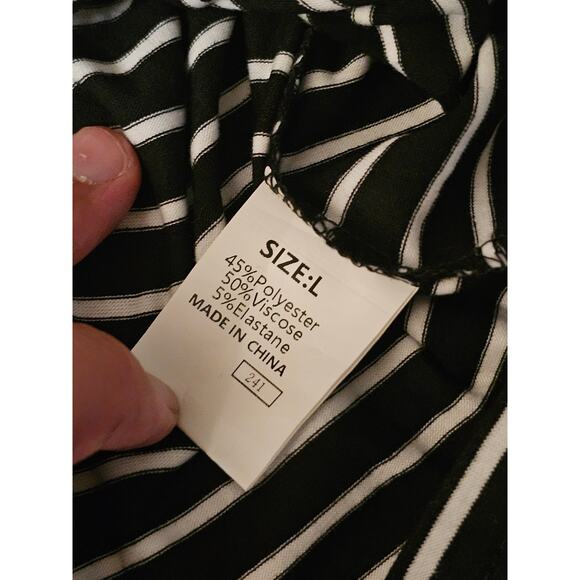 SIZE:L
45%Polyester
50%Viscose
5%Elastane
MADE IN CHINA
241